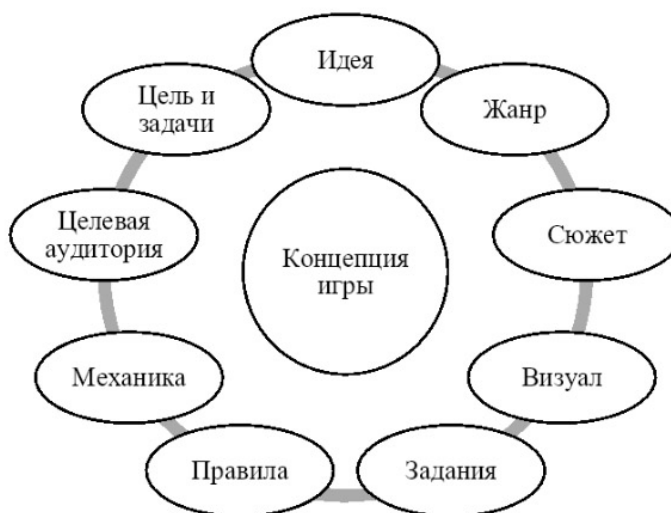 Идея
Жанр
Сюжет
Визуал
Задания
Правила
Механика
Целевая
аудитория
Цель и
задачи
Концепция
игры